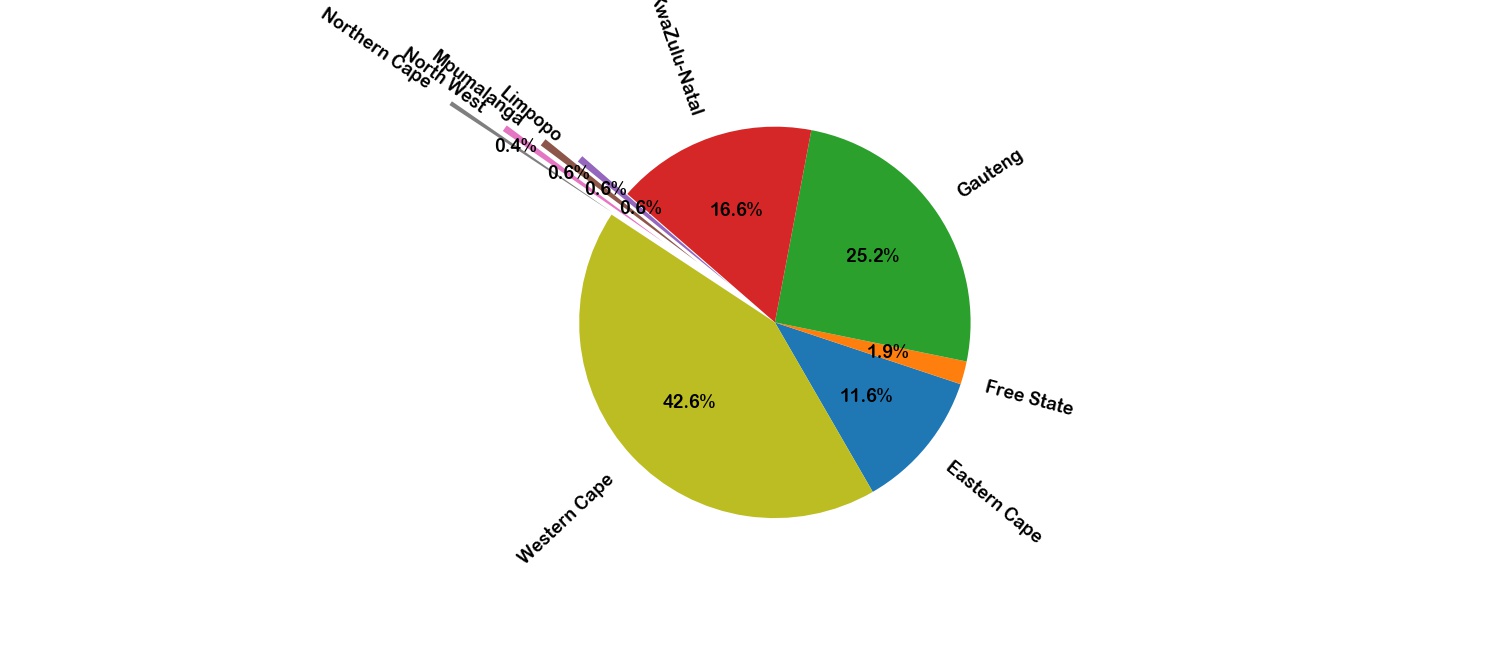 Northern Cape
North West
Mpumalanga
Limpopo
KwaZulu-Natal
Gauteng
0.4%
0.6%
0.6%
0.6%
16.6%
25.2%
1.9%
Free State
11.6%
42.6%
Eastern Cape
Western Cape